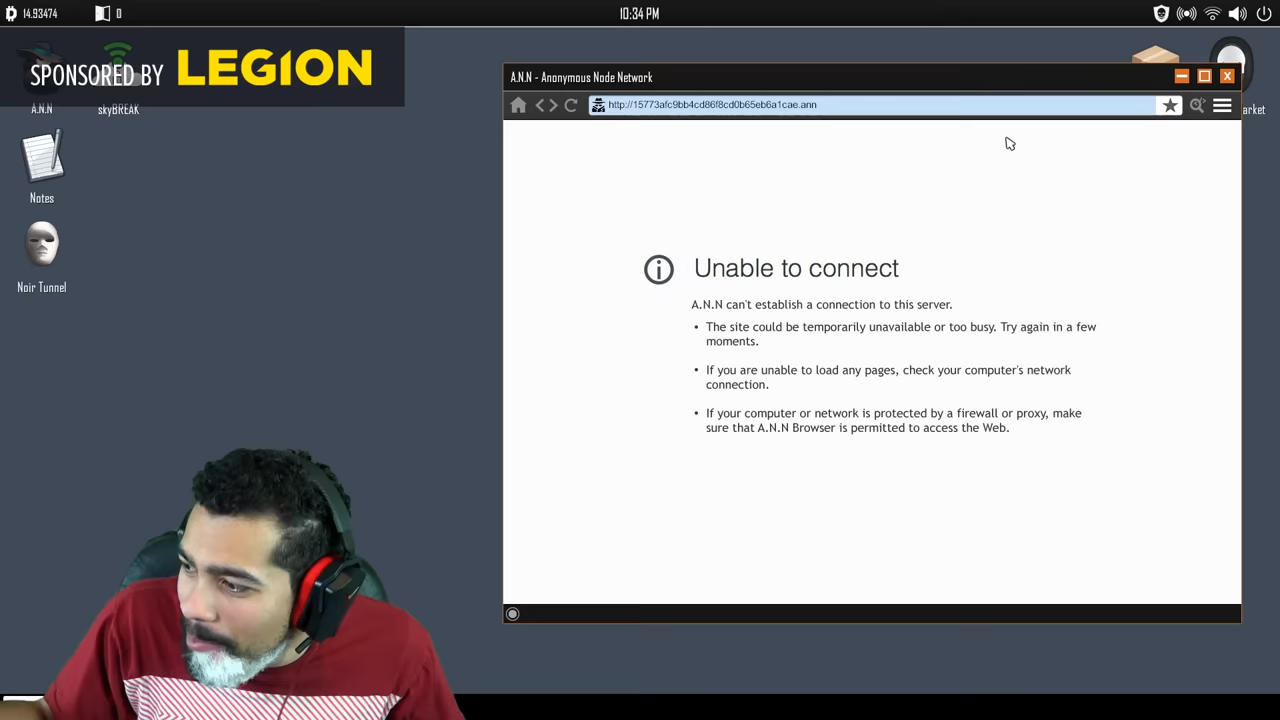 14.93474
0
10:34 PM
SPONSORED BY LEGION
A.N.N
skyBREAK
Notes
Noir Tunnel
arket
A.N.N - Anonymous Node Network
http://15773afc9bb4cd86f8cd0b65eb6a1cae.ann
Unable to connect
A.N.N can't establish a connection to this server.
• The site could be temporarily unavailable or too busy. Try again in a few
moments.
• If you are unable to load any pages, check your computer's network
connection.
• If your computer or network is protected by a firewall or proxy, make
sure that A.N.N Browser is permitted to access the Web.